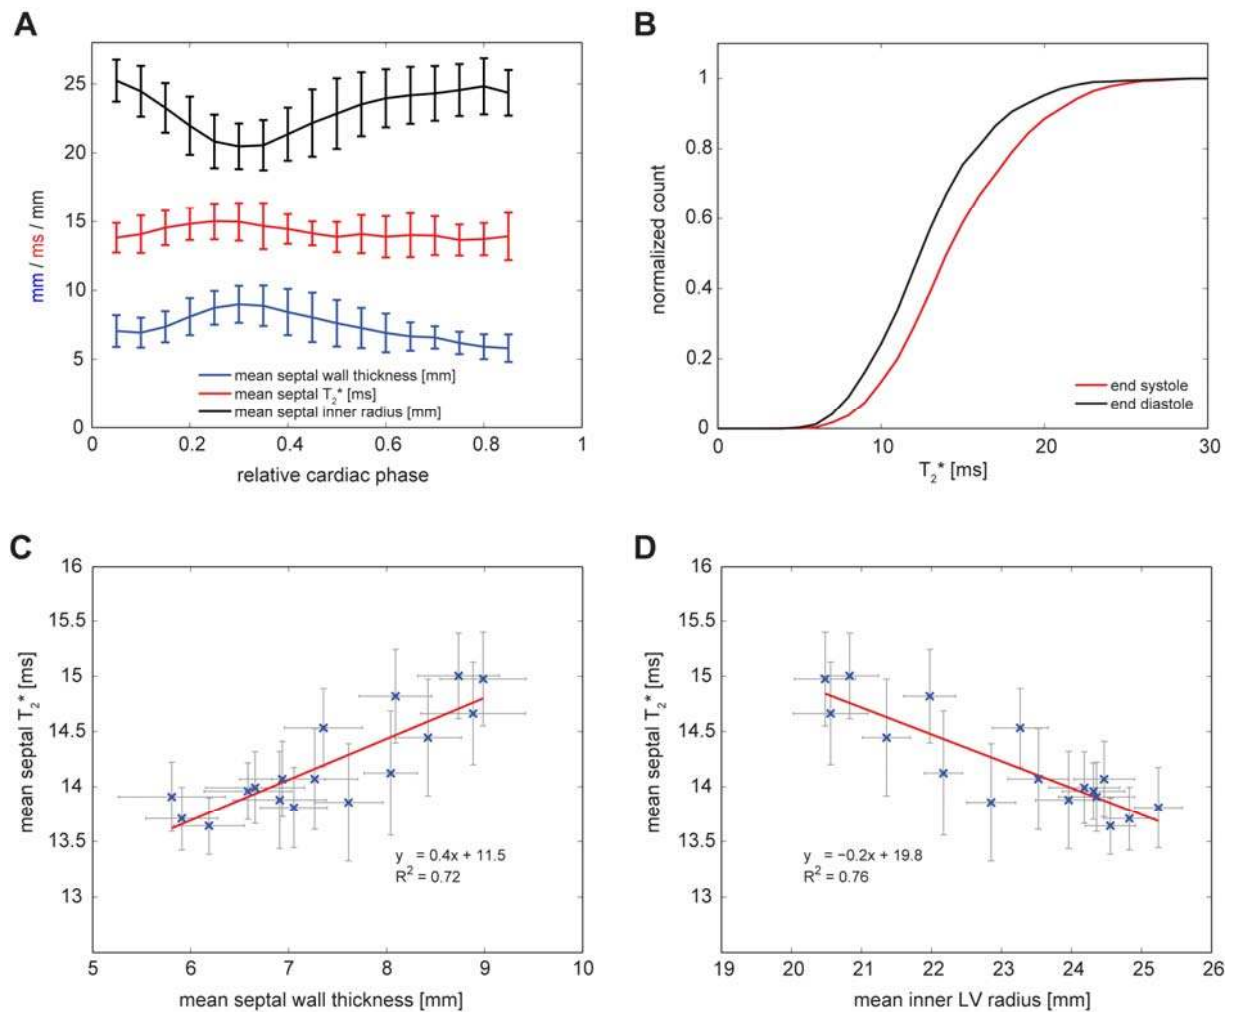 A
25
20
15
10
5
0
mm / ms / mm
mean septal wall thickness [mm]
mean septal T2* [ms]
mean septal inner radius [mm]
0 0.2 0.4 0.6 0.8 1
relative cardiac phase
B
1
0.8
0.6
0.4
0.2
0
normalized count
end systole
end diastole
0 10 20 30
T2* [ms]
C
16
15.5
15
14.5
14
13.5
13
mean septal T2* [ms]
y = 0.4x + 11.5
R2 = 0.72
5 6 7 8 9 10
mean septal wall thickness [mm]
D
16
15.5
15
14.5
14
13.5
13
mean septal T2* [ms]
y = −0.2x + 19.8
R2 = 0.76
19 20 21 22 23 24 25 26
mean inner LV radius [mm]